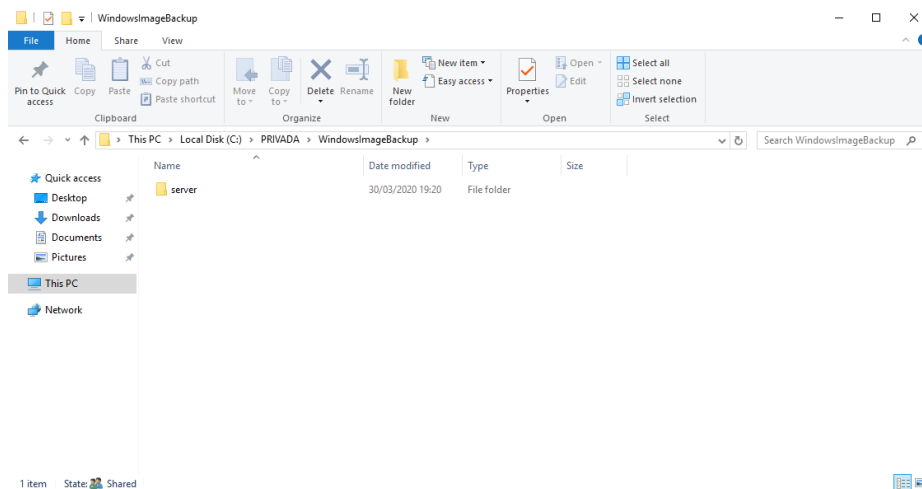 WindowsImageBackup
File Home Share View
Pin to Quick access
Copy
Paste
Cut
Copy path
Paste shortcut
Move to
Copy to
Delete
Rename
New folder
New item
Easy access
Properties
Open
Edit
Select all
Select none
Invert selection
Clipboard Organize New Open Select
This PC > Local Disk (C:) > PRIVADA > WindowsImageBackup >
Search WindowsImageBackup
Name Date modified Type Size
server 30/03/2020 19:20 File folder
Quick access
Desktop
Downloads
Documents
Pictures
This PC
Network
1 item State: Shared